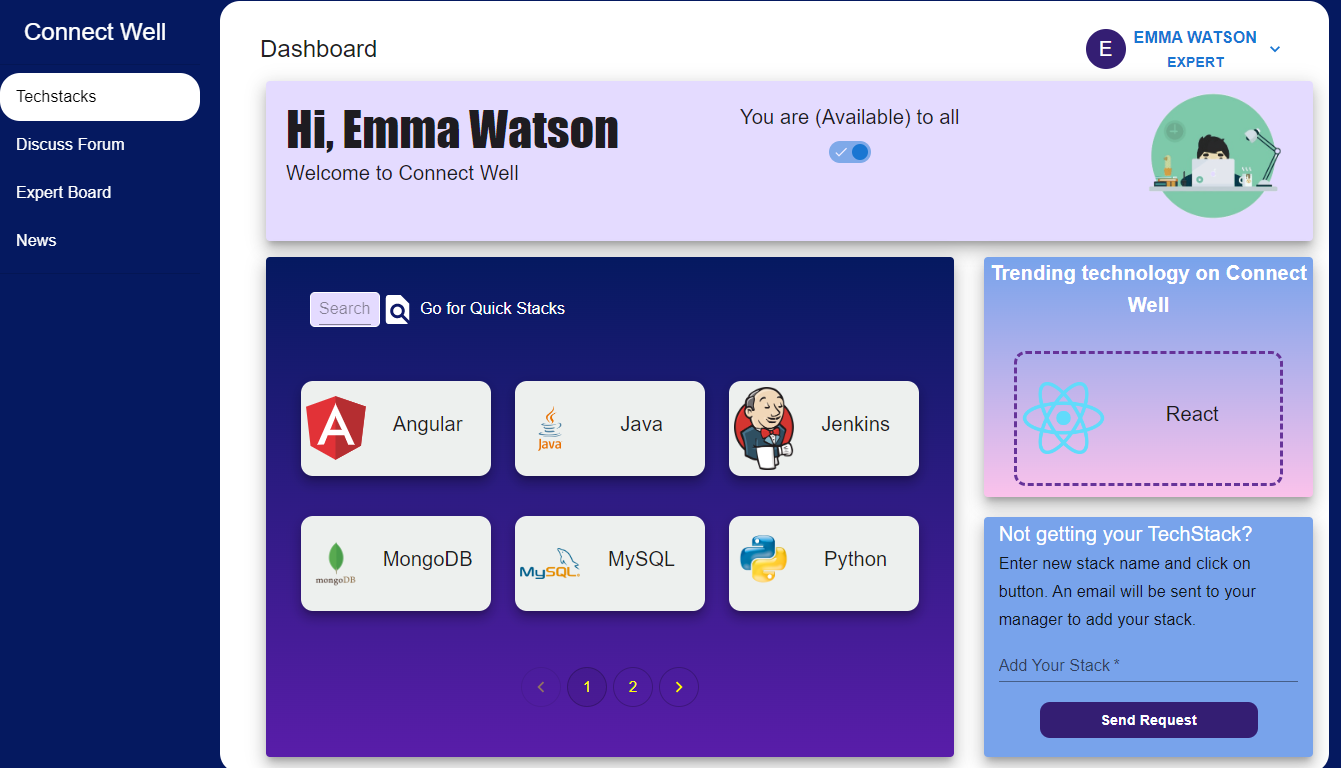 Connect Well
Techstacks
Discuss Forum
Expert Board
News
Dashboard
E
EMMA WATSON
EXPERT
Hi, Emma Watson
Welcome to Connect Well
You are (Available) to all
Search
Go for Quick Stacks
Angular
Java
Java
Jenkins
mongoDB
MongoDB
MySQL
MySQL
Python
1
2
Trending technology on Connect
Well
React
Not getting your TechStack?
Enter new stack name and click on
button. An email will be sent to your
manager to add your stack.
Add Your Stack *
Send Request